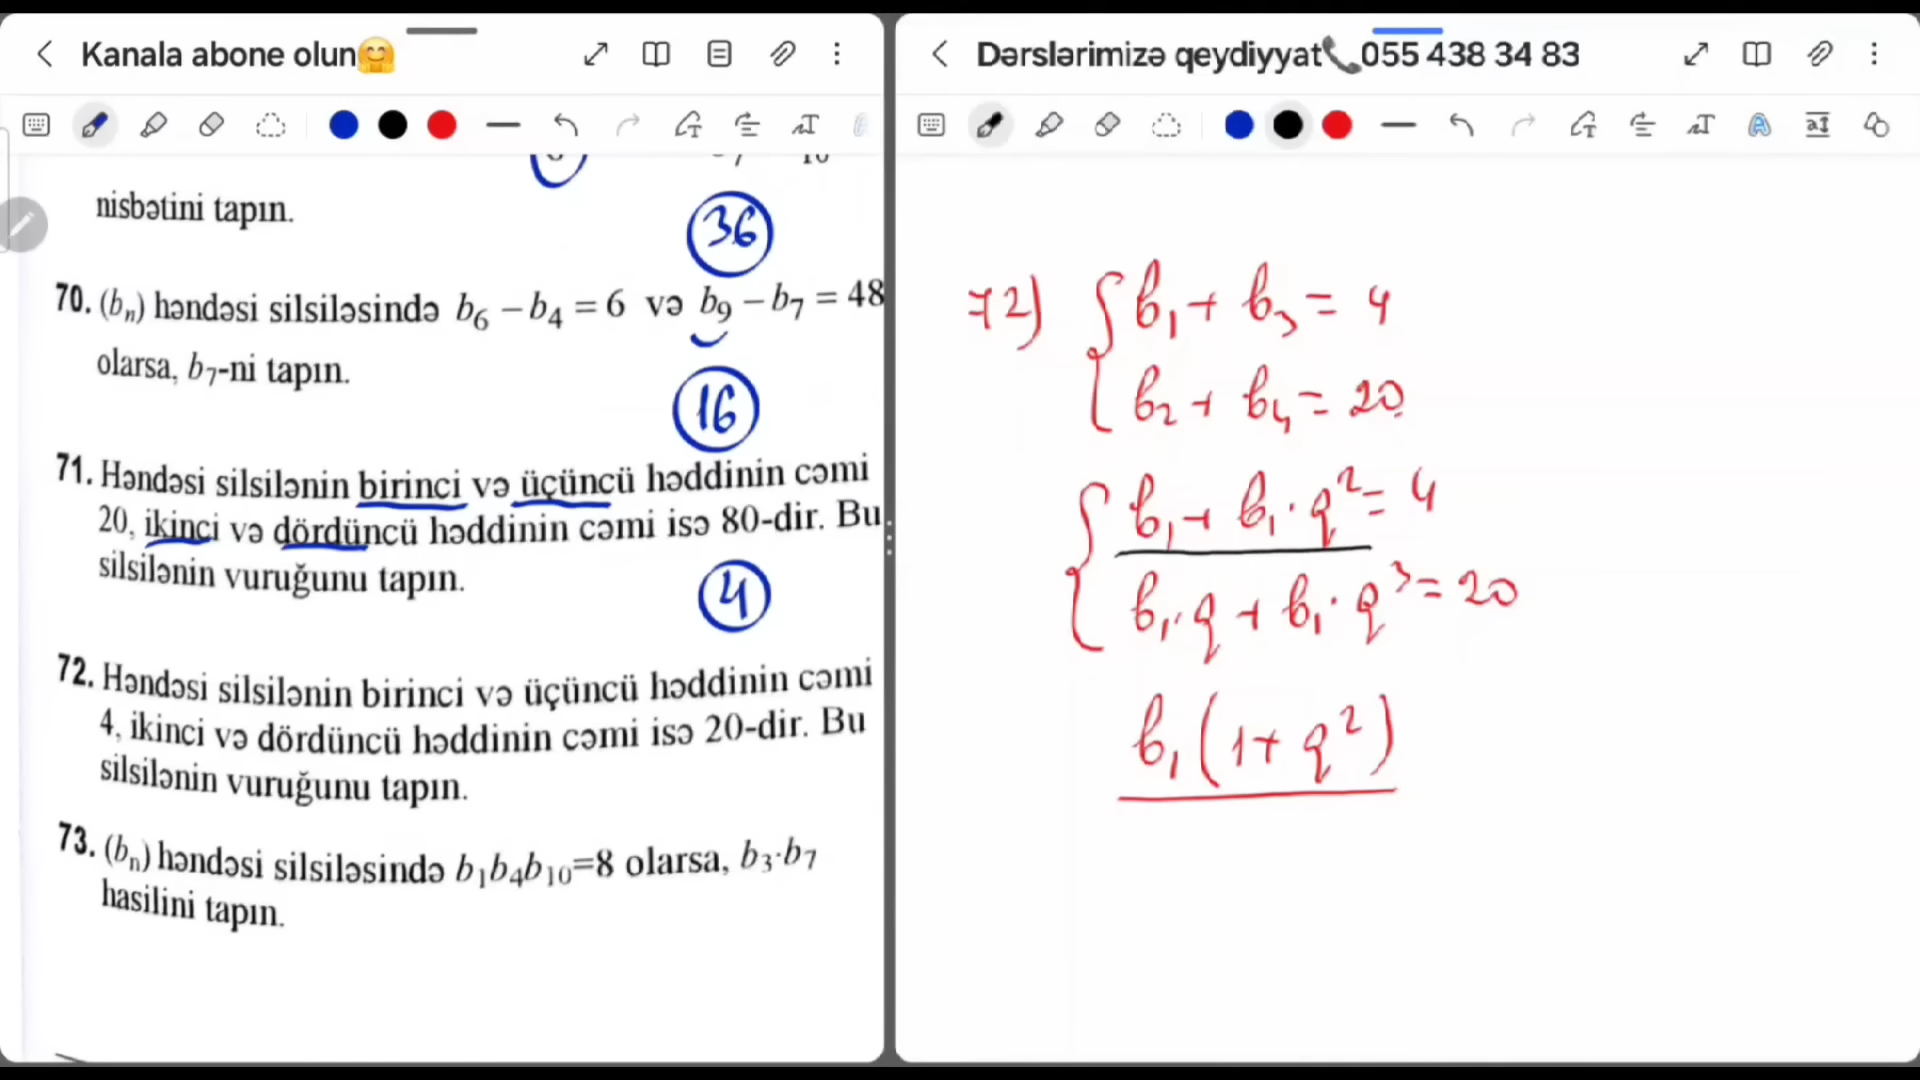 Kanala abone olun🤗
nisbətini tapın.
36
70. (bₙ) həndəsi silsiləsində b₆ – b₄ = 6 və b₉ – b₇ = 48
olarsa, b₇-ni tapın.
16
71. Həndəsi silsilənin birinci və üçüncü həddinin cəmi
20, ikinci və dördüncü həddinin cəmi isə 80-dir. Bu
silsilənin vuruğunu tapın.
4
72. Həndəsi silsilənin birinci və üçüncü həddinin cəmi
4, ikinci və dördüncü həddinin cəmi isə 20-dir. Bu
silsilənin vuruğunu tapın.
73. (bₙ) həndəsi silsiləsində b₁b₄b₁₀=8 olarsa, b₃·b₇
hasilini tapın.
Dərslərimizə qeydiyyat📞055 438 34 83
72) b₁ + b₃ = 4
b₂ + b₄ = 20
b₁ + b₁ · q² = 4
b₁ · q + b₁ · q³ = 20
b₁ (1 + q²)